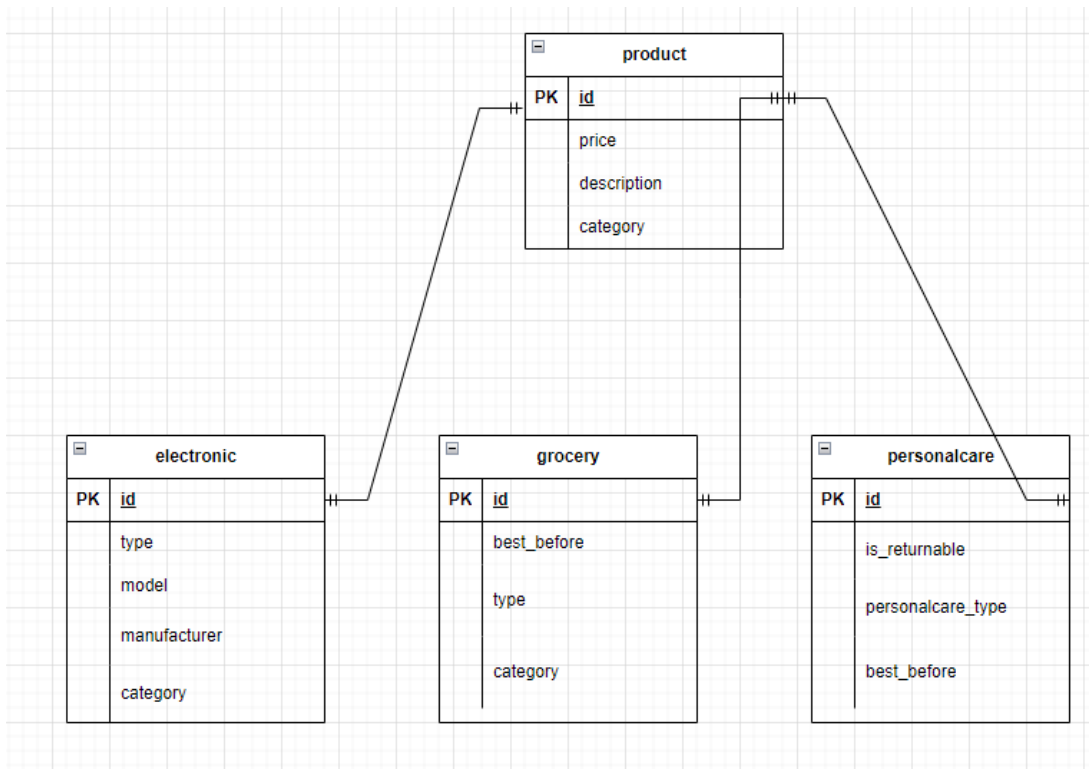 product
PK id
price
description
category
electronic
PK id
type
model
manufacturer
category
grocery
PK id
best_before
type
category
personalcare
PK id
is_returnable
personalcare_type
best_before